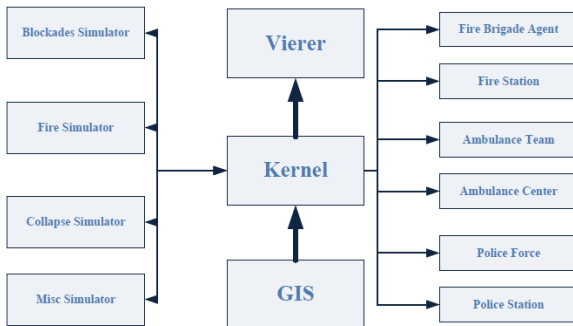 Blockades Simulator
Fire Simulator
Collapse Simulator
Misc Simulator
Vierer
Kernel
GIS
Fire Brigade Agent
Fire Station
Ambulance Team
Ambulance Center
Police Force
Police Station